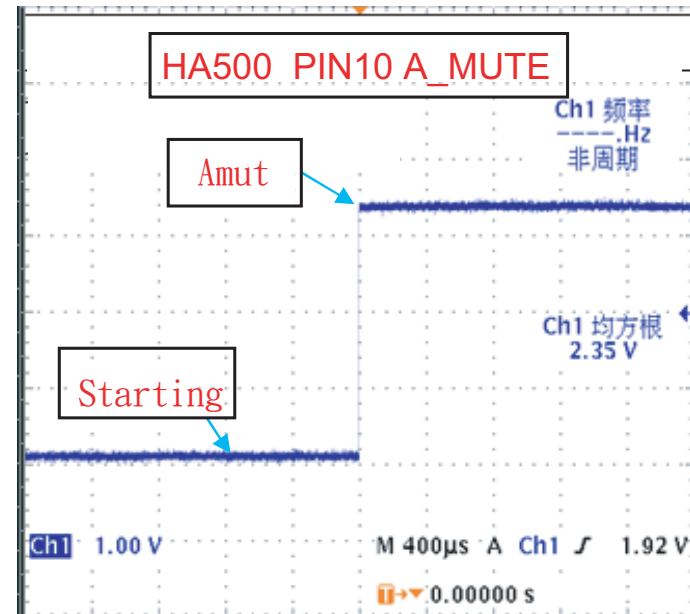 HA500 PIN10 A_MUTE
Ch1 频率
----.Hz
非周期
Amut
Ch1 均方根
2.35 V
Starting
Ch1 1.00 V M 400µs A Ch1 ʃ 1.92 V
T→▼ 0.00000 s